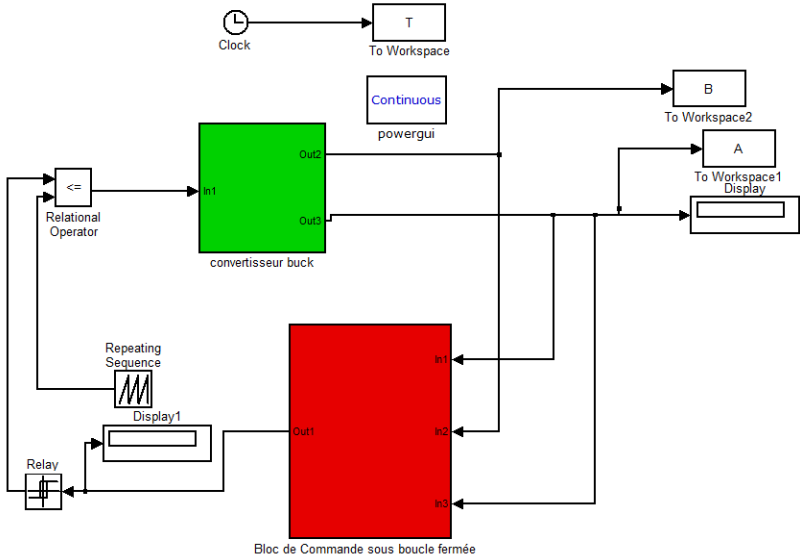 T
Clock
To Workspace
Continuous
powergui
B
To Workspace2
A
To Workspace1
Display
Out2
<=
In1
Out3
Relational
Operator
convertisseur buck
Repeating
Sequence
In1
Display1
Out1
In2
Relay
In3
Bloc de Commande sous boucle fermée